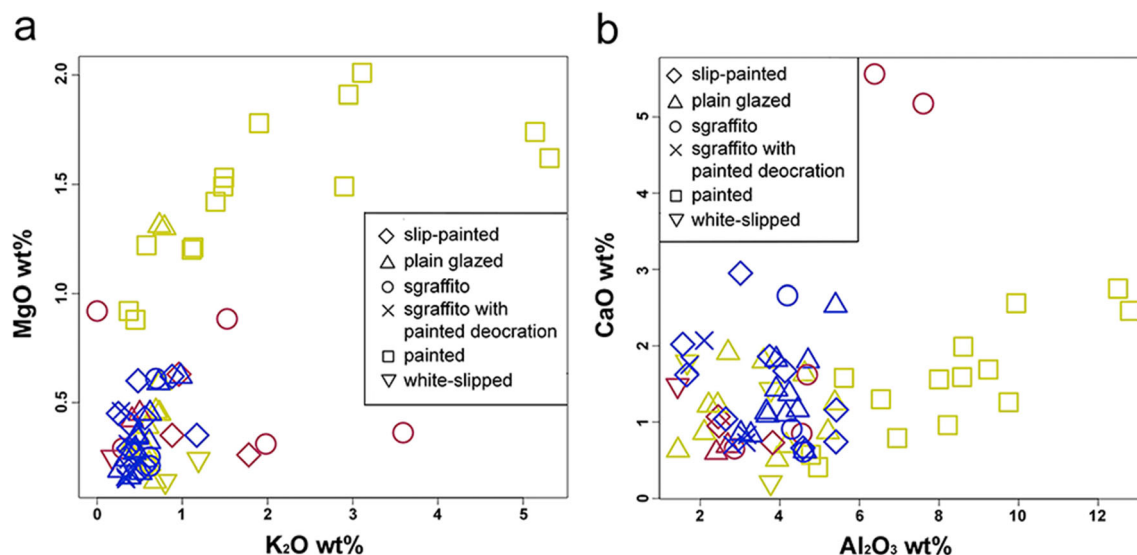 a
2.0
1.5
1.0
0.5
MgO wt%
0
1
2
3
4
5
K₂O wt%
slip-painted
plain glazed
sgraffito
sgraffito with
painted deocration
painted
white-slipped
b
5
4
3
2
1
0
CaO wt%
2
4
6
8
10
12
Al₂O₃ wt%
slip-painted
plain glazed
sgraffito
sgraffito with
painted deocration
painted
white-slipped